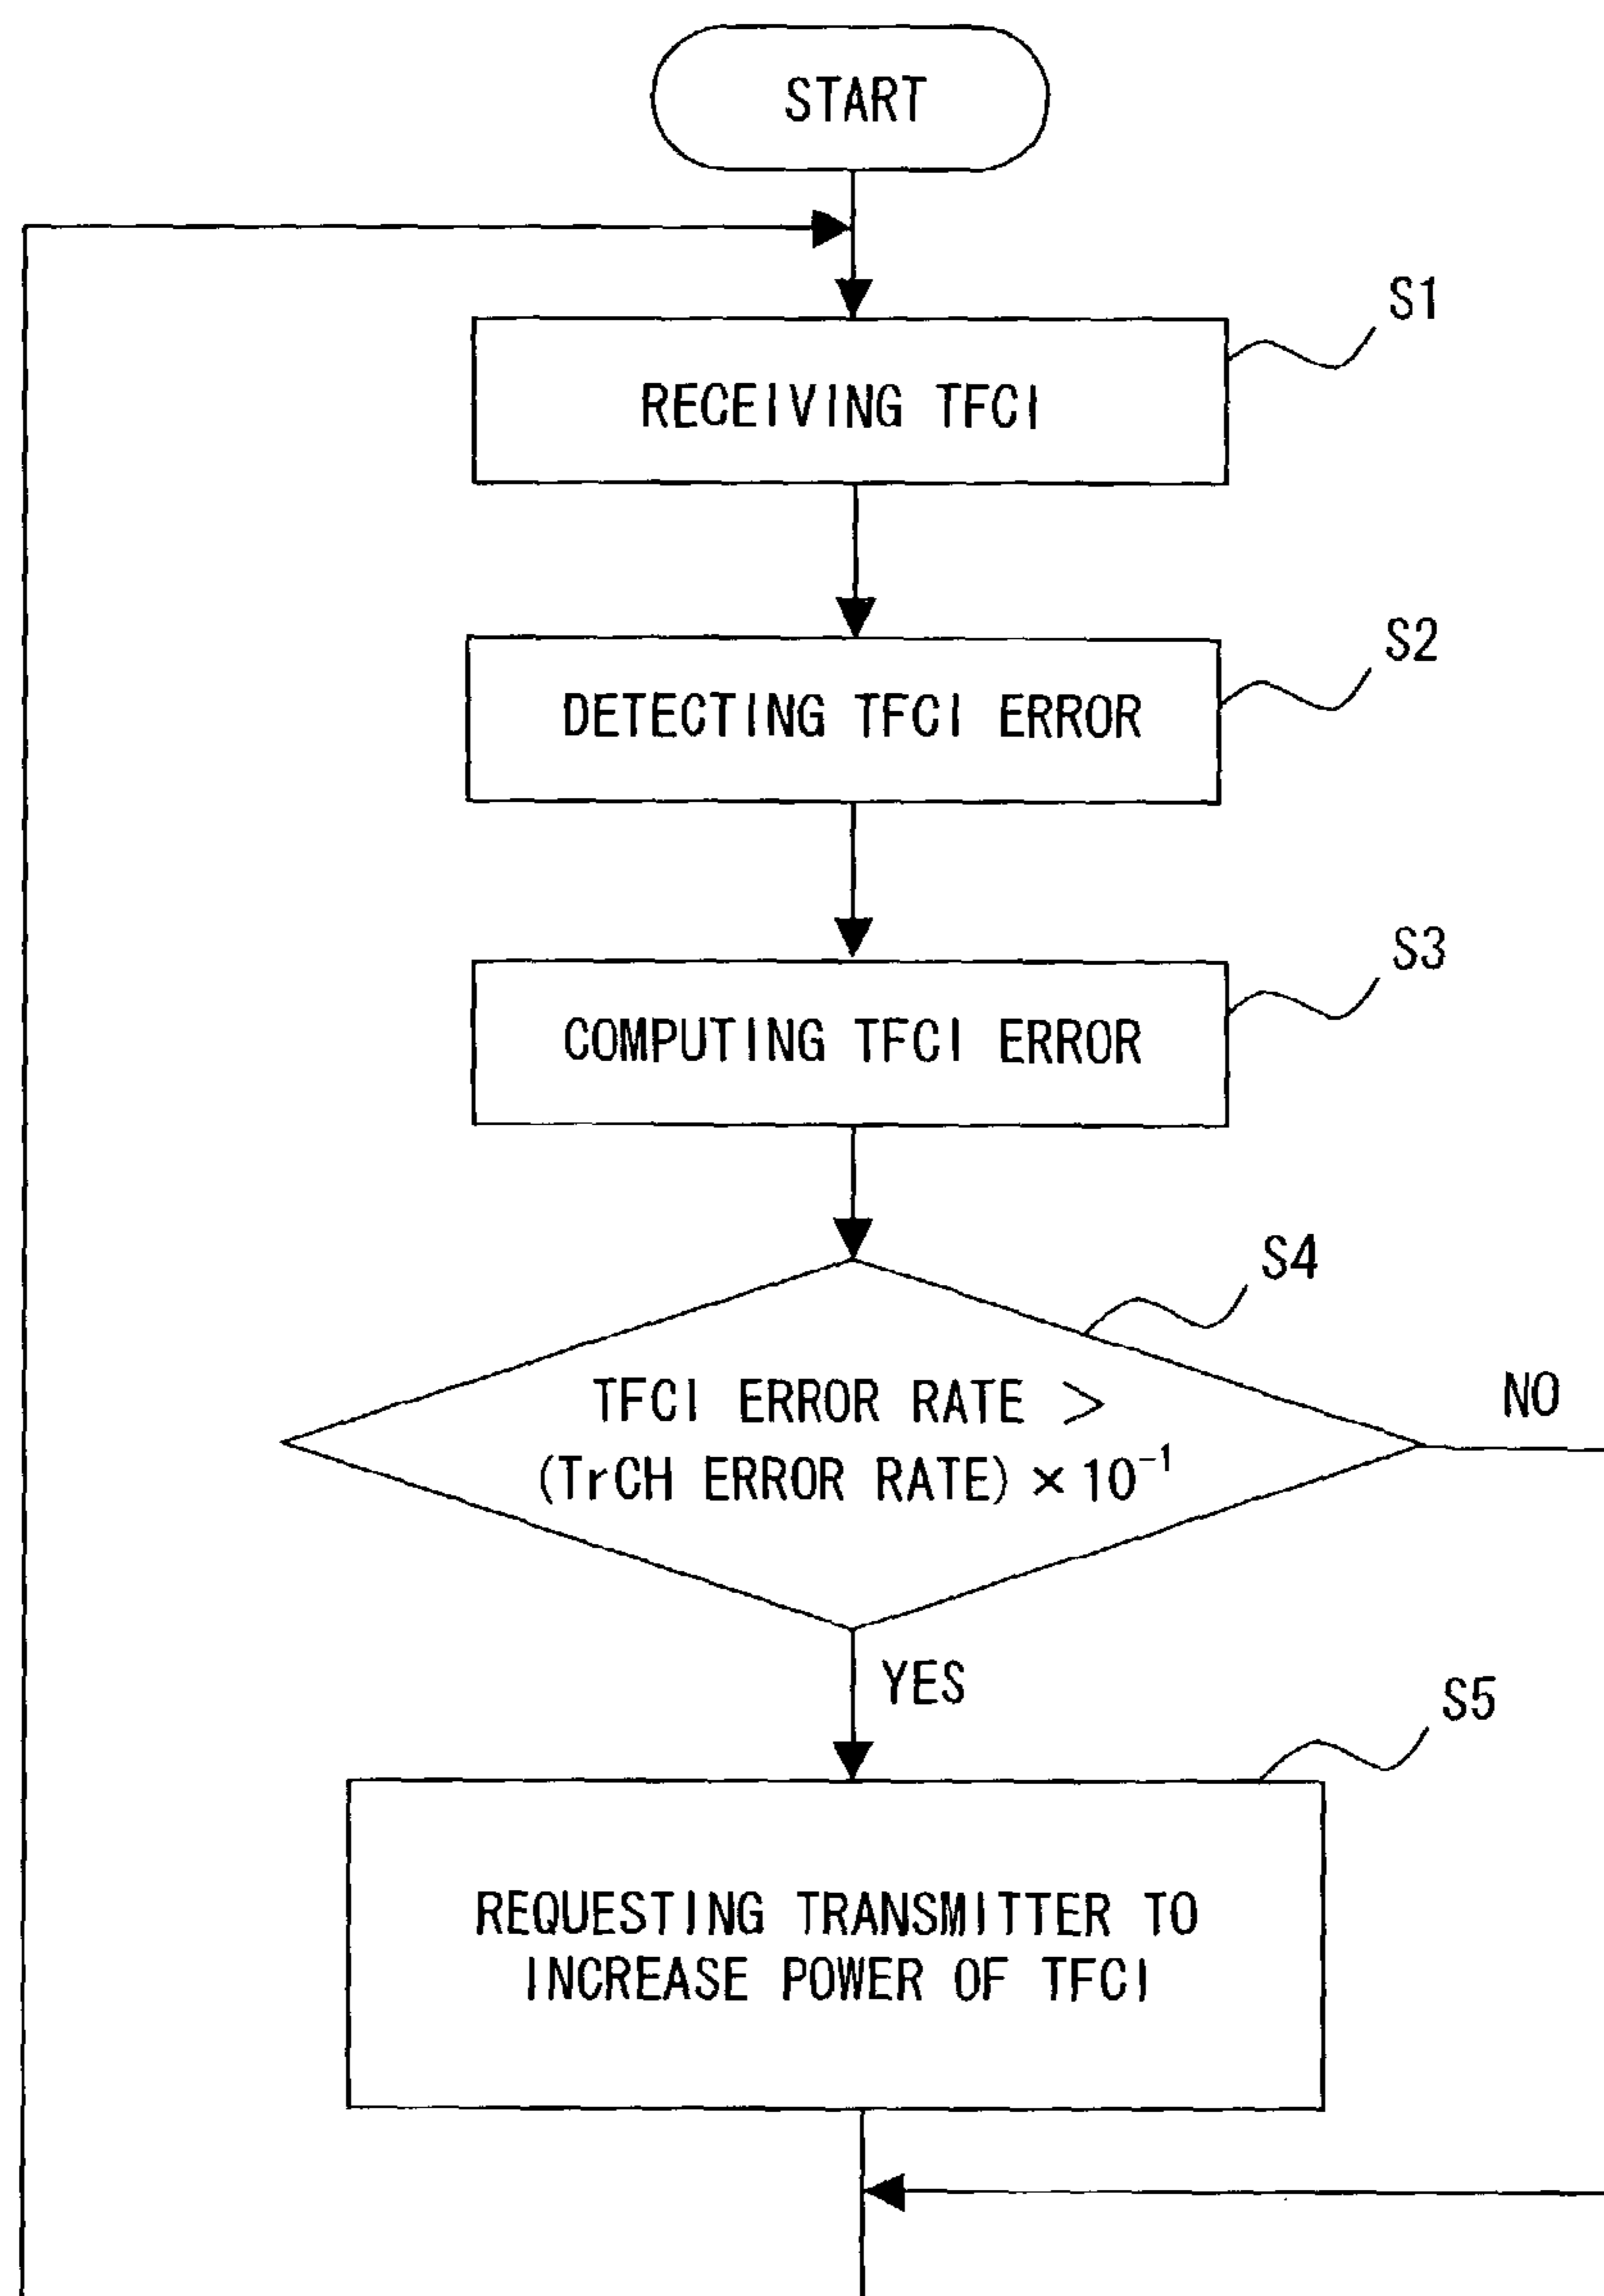 START
S1
RECEIVING TFCI
S2
DETECTING TFCI ERROR
S3
COMPUTING TFCI ERROR
S4
TFCI ERROR RATE >
(TrCH ERROR RATE) × 10⁻¹
NO
YES
S5
REQUESTING TRANSMITTER TO
INCREASE POWER OF TFCI